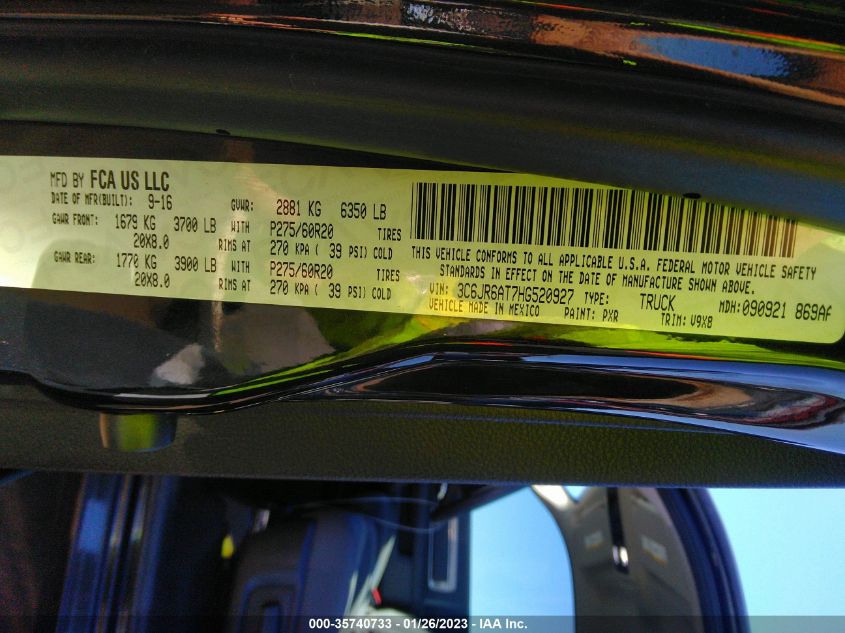 MFD BY FCA US LLC
DATE OF MFR(BUILT): 9-16 GVWR: 2881 KG 6350 LB
GAWR FRONT: 1679 KG 3700 LB WITH P275/60R20 TIRES
20X8.0 RIMS AT 270 KPA ( 39 PSI) COLD
GAWR REAR: 1770 KG 3900 LB WITH P275/60R20 TIRES
20X8.0 RIMS AT 270 KPA ( 39 PSI) COLD
THIS VEHICLE CONFORMS TO ALL APPLICABLE U.S.A. FEDERAL MOTOR VEHICLE SAFETY
STANDARDS IN EFFECT ON THE DATE OF MANUFACTURE SHOWN ABOVE.
VIN: 3C6JR6AT7HG520927 TYPE: TRUCK MDH:090921 869AF
VEHICLE MADE IN MEXICO PAINT: PXR TRIM: V9X8
000-35740733 — 01/26/2023 - IAA Inc.